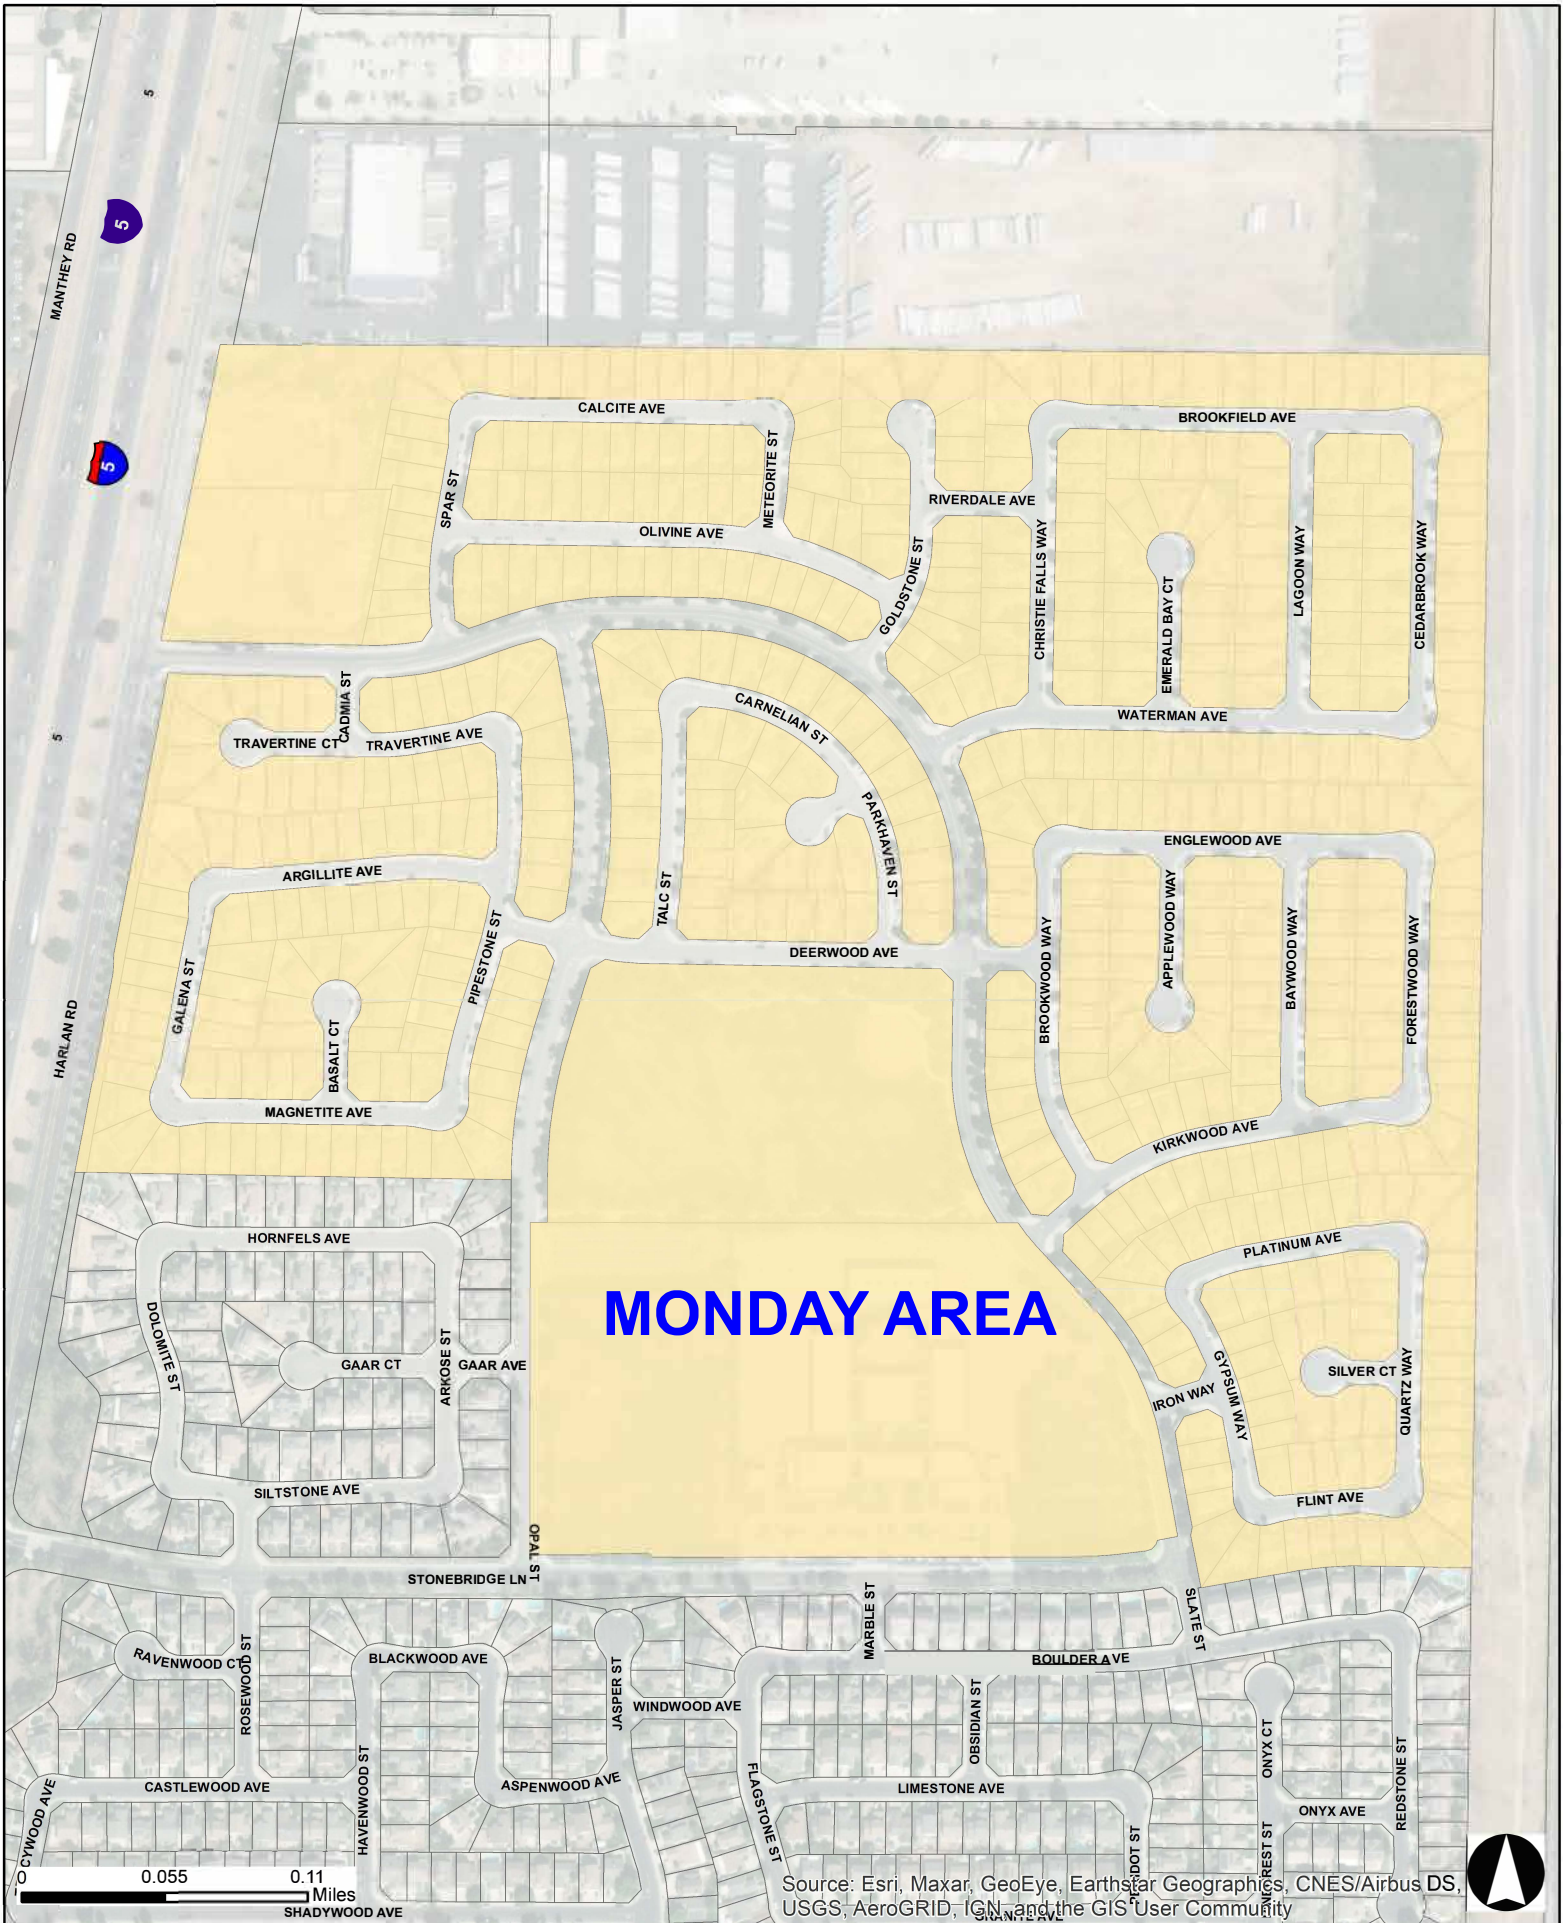 5
MANTHEY RD
5
5
CALCITE AVE
BROOKFIELD AVE
SPAR ST
METEORITE ST
RIVERDALE AVE
OLIVINE AVE
GOLDSTONE ST
CHRISTIE FALLS WAY
EMERALD BAY CT
LAGOON WAY
CEDARBROOK WAY
CADMIA ST
CARNELIAN ST
WATERMAN AVE
5
TRAVERTINE CT
TRAVERTINE AVE
PARKHAVEN ST
ENGLEWOOD AVE
ARGILLITE AVE
TALC ST
APPLEWOOD WAY
BAYWOOD WAY
FORESTWOOD WAY
BROOKWOOD WAY
PIPESTONE ST
DEERWOOD AVE
GALENA ST
HARLAN RD
BASALT CT
MAGNETITE AVE
KIRKWOOD AVE
HORNFELS AVE
PLATINUM AVE
MONDAY AREA
DOLOMITE ST
GAAR CT
ARKOSE ST
GAAR AVE
GYPSUM WAY
SILVER CT
QUARTZ WAY
IRON WAY
SILTSTONE AVE
FLINT AVE
OPAL ST
STONEBRIDGE LN
MARBLE ST
SLATE ST
RAVENWOOD CT
ROSEWOOD ST
BLACKWOOD AVE
BOULDER AVE
JASPER ST
WINDWOOD AVE
OBSIDIAN ST
ONYX CT
CASTLEWOOD AVE
HAVENWOOD ST
ASPENWOOD AVE
FLAGSTONE ST
LIMESTONE AVE
REDSTONE ST
ONYX AVE
CYWOOD AVE
0 0.055 0.11
Miles
SHADYWOOD AVE
Source: Esri, Maxar, GeoEye, Earthstar Geographics, CNES/Airbus DS,
USGS, AeroGRID, IGN, and the GIS User Community
GRANITE AVE